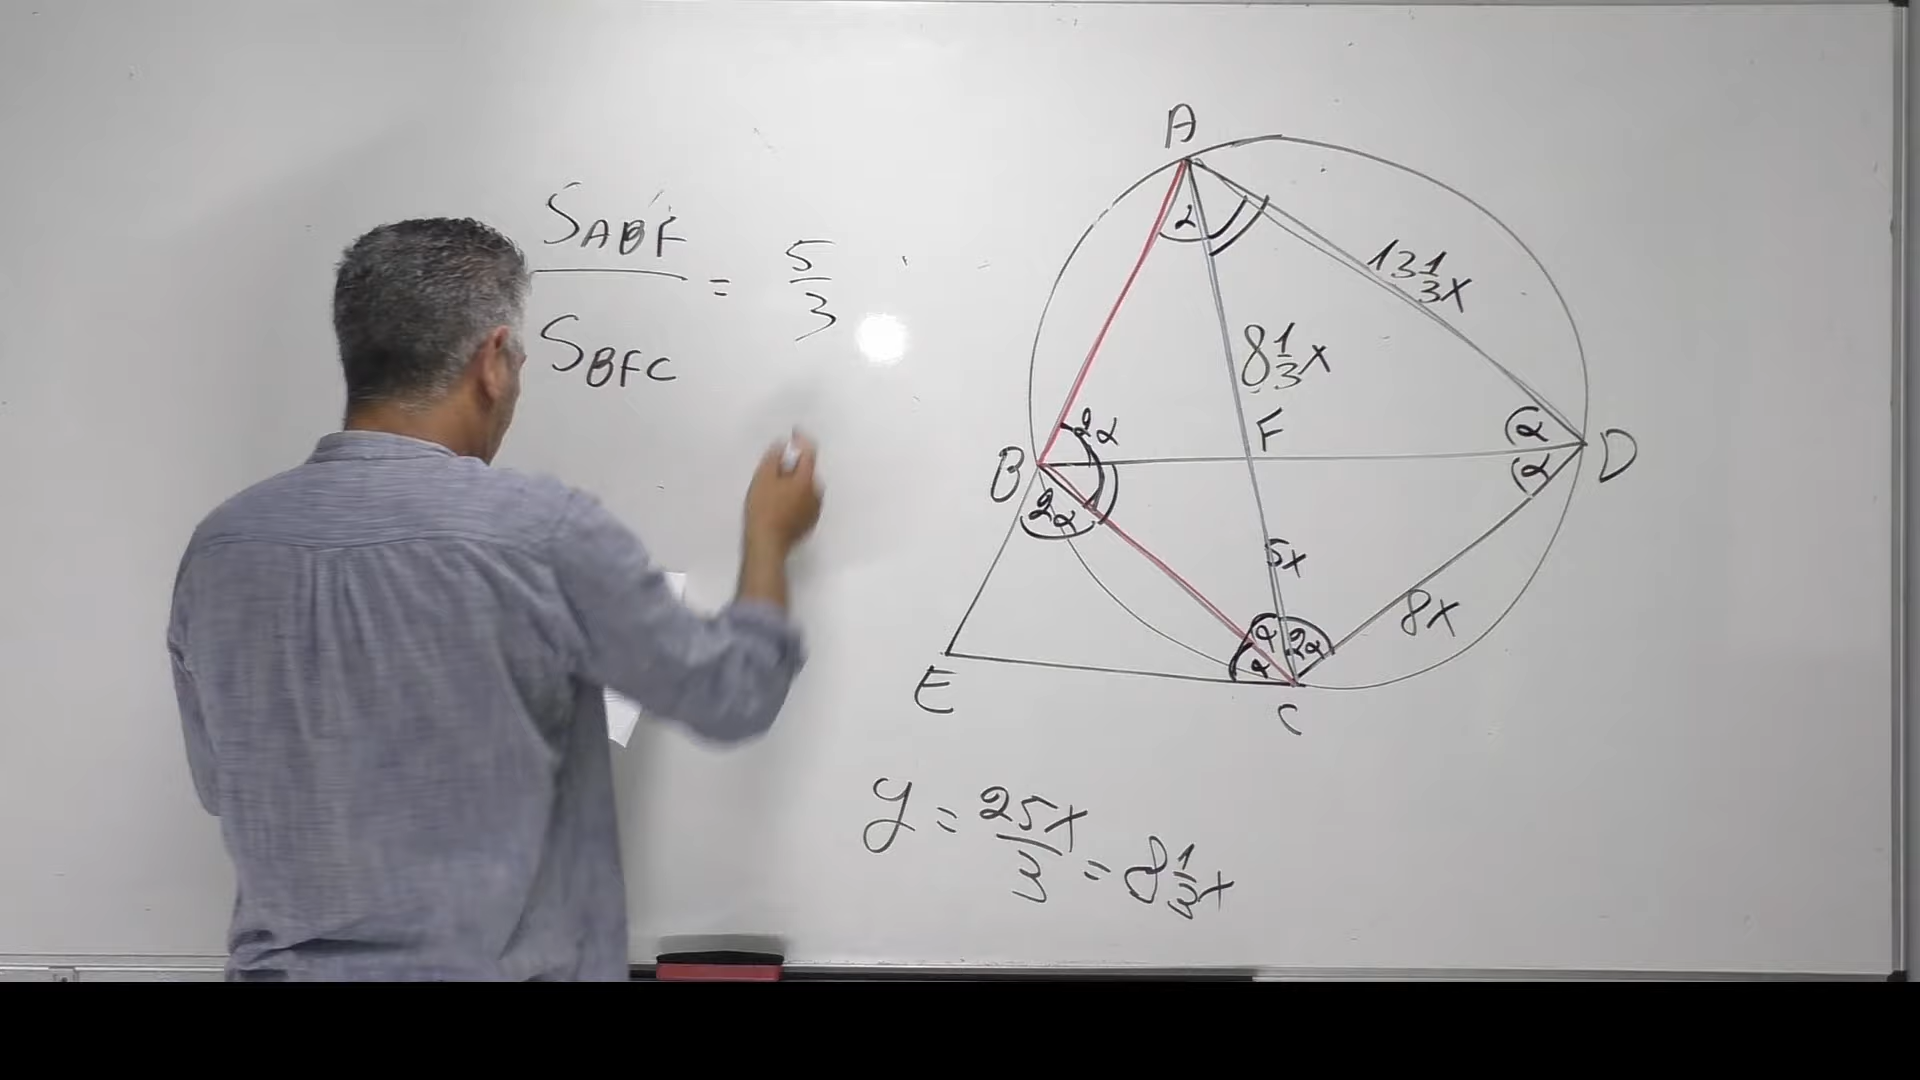 S_ABF / S_BFC = 5/3
A
α
13 1/3 x
8 1/3 x
F
B
2α
2α
α
α
D
5x
α
α
2α
8x
E
C
y = 25x/3 = 8 1/3 x